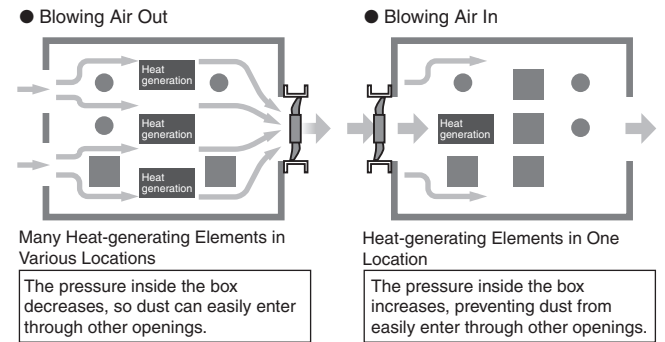 ● Blowing Air Out
Heat
generation
Heat
generation
Heat
generation
Many Heat-generating Elements in
Various Locations
The pressure inside the box
decreases, so dust can easily enter
through other openings.
● Blowing Air In
Heat
generation
Heat-generating Elements in One
Location
The pressure inside the box
increases, preventing dust from
easily enter through other openings.